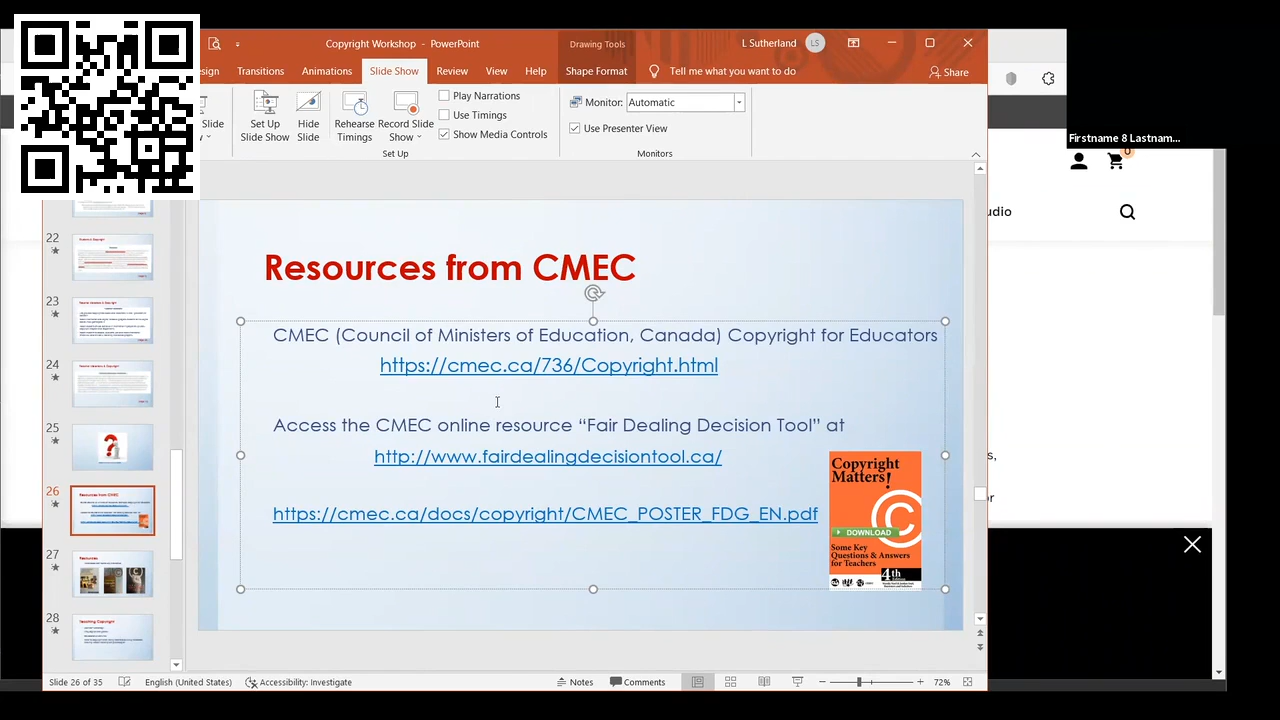 Copyright Workshop - PowerPoint
Drawing Tools
L Sutherland
LS
esign
Transitions
Animations
Slide Show
Review
View
Help
Shape Format
Tell me what you want to do
Share
Slide
Set Up
Slide Show
Hide
Slide
Rehearse
Timings
Record Slide
Show
Play Narrations
Use Timings
Show Media Controls
Set Up
Monitor:
Automatic
Use Presenter View
Monitors
Firstname 8 Lastnam...
0
udio
s,
or
22
23
24
25
26
27
28
Resources from CMEC
CMEC (Council of Ministers of Education, Canada) Copyright for Educators
https://cmec.ca/736/Copyright.html
Access the CMEC online resource “Fair Dealing Decision Tool” at
http://www.fairdealingdecisiontool.ca/
https://cmec.ca/docs/copyright/CMEC_POSTER_FDG_EN.pdf
Copyright
Matters!
DOWNLOAD
Some Key
Questions & Answers
for Teachers
4th
Slide 26 of 35
English (United States)
Accessibility: Investigate
Notes
Comments
72%